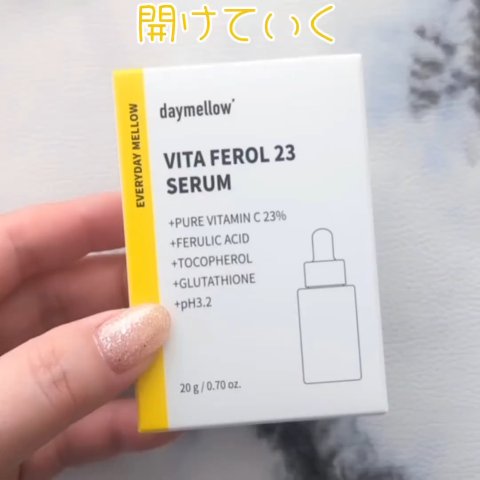 開けていく
daymellow'
EVERYDAY MELLOW
VITA FEROL 23
SERUM
+PURE VITAMIN C 23%
+FERULIC ACID
+TOCOPHEROL
+GLUTATHIONE
+pH3.2
20 g / 0.70 oz.